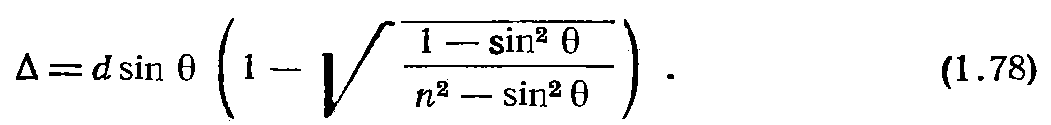 Δ = d sin θ ( 1 − √( (1 − sin² θ) / (n² − sin² θ) ) ) . (1.78)